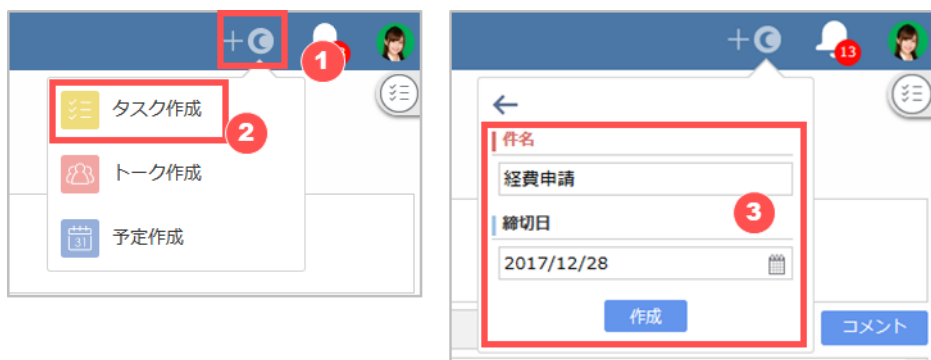 1
タスク作成
2
トーク作成
31
予定作成
13
件名
経費申請
3
締切日
2017/12/28
作成
コメント